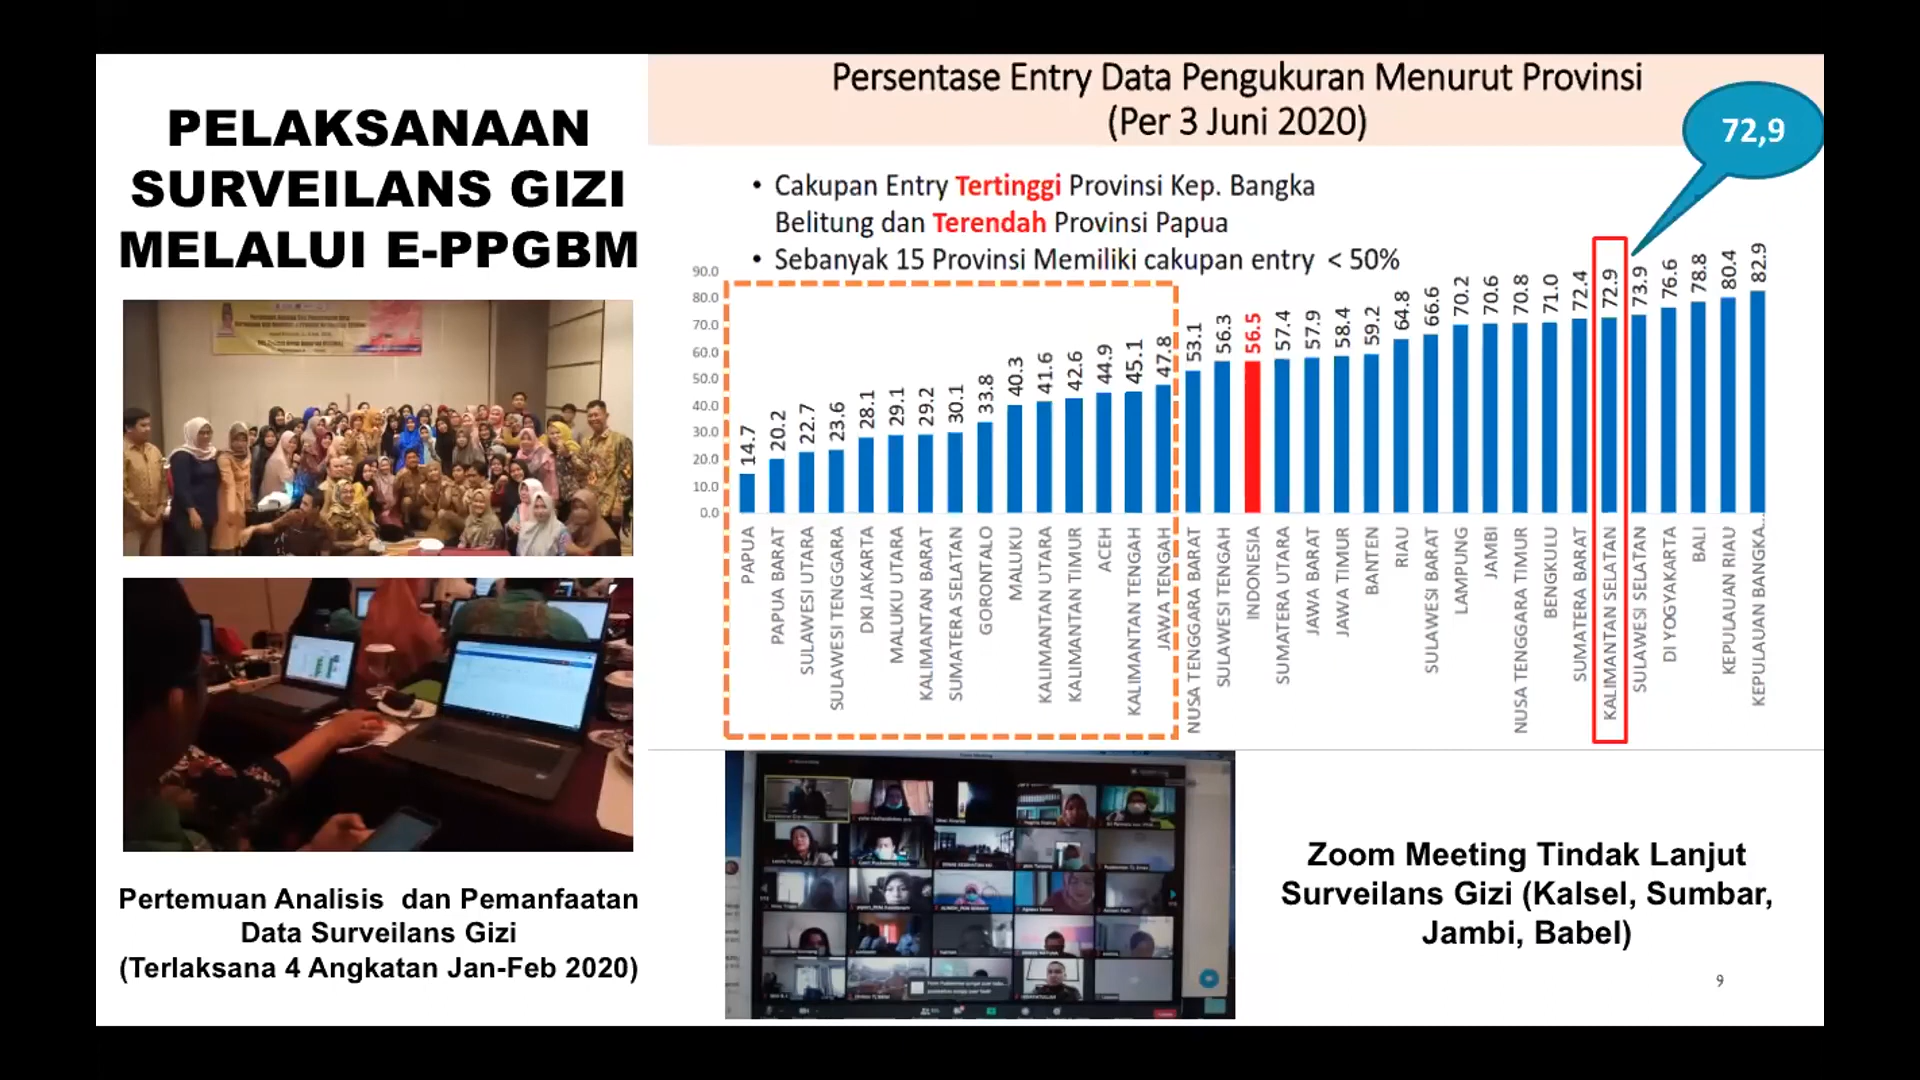 PELAKSANAAN
SURVEILANS GIZI
MELALUI E-PPGBM
Pertemuan Analisis dan Pemanfaatan
Data Surveilans Gizi
(Terlaksana 4 Angkatan Jan-Feb 2020)
Persentase Entry Data Pengukuran Menurut Provinsi
(Per 3 Juni 2020)
72,9
• Cakupan Entry Tertinggi Provinsi Kep. Bangka
Belitung dan Terendah Provinsi Papua
• Sebanyak 15 Provinsi Memiliki cakupan entry < 50%
90.0
80.0
70.0
60.0
50.0
40.0
30.0
20.0
10.0
0.0
14.7
20.2
22.7
23.6
28.1
29.1
29.2
30.1
33.8
40.3
41.6
42.6
44.9
45.1
47.8
53.1
56.3
56.5
57.4
57.9
58.4
59.2
64.8
66.6
70.2
70.6
70.8
71.0
72.4
72.9
73.9
76.6
78.8
80.4
82.9
PAPUA
PAPUA BARAT
SULAWESI UTARA
SULAWESI TENGGARA
DKI JAKARTA
MALUKU UTARA
KALIMANTAN BARAT
SUMATERA SELATAN
GORONTALO
MALUKU
KALIMANTAN UTARA
KALIMANTAN TIMUR
ACEH
KALIMANTAN TENGAH
JAWA TENGAH
NUSA TENGGARA BARAT
SULAWESI TENGAH
INDONESIA
SUMATERA UTARA
JAWA BARAT
JAWA TIMUR
BANTEN
RIAU
SULAWESI BARAT
LAMPUNG
JAMBI
NUSA TENGGARA TIMUR
BENGKULU
SUMATERA BARAT
KALIMANTAN SELATAN
SULAWESI SELATAN
DI YOGYAKARTA
BALI
KEPULAUAN RIAU
KEPULAUAN BANGKA...
Zoom Meeting Tindak Lanjut
Surveilans Gizi (Kalsel, Sumbar,
Jambi, Babel)
9